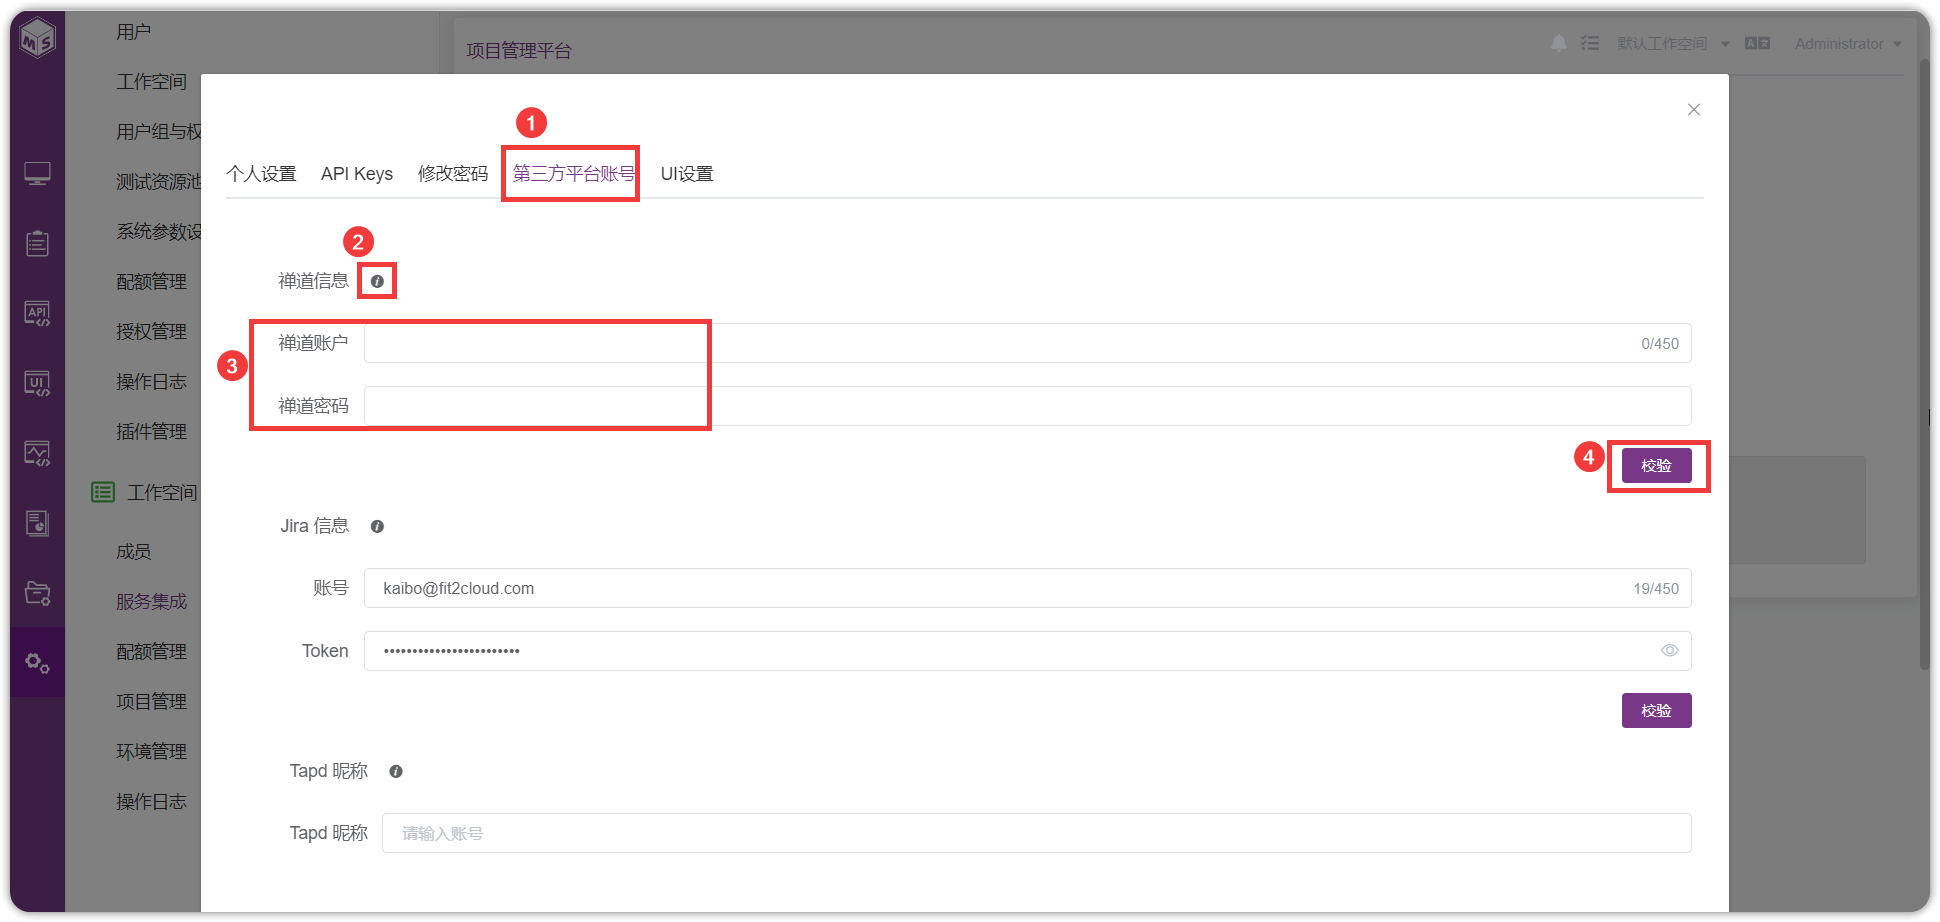 MS
用户
工作空间
用户组与权
测试资源池
系统参数设
配额管理
授权管理
操作日志
插件管理
工作空间
成员
服务集成
配额管理
项目管理
环境管理
操作日志
API
UI
项目管理平台
默认工作空间
Administrator
1
个人设置 API Keys 修改密码 第三方平台账号 UI设置
2
禅道信息
3
禅道账户 0/450
禅道密码
4
校验
Jira 信息
账号 kaibo@fit2cloud.com 19/450
Token ••••••••••••••••••••••••
校验
Tapd 昵称
Tapd 昵称 请输入账号